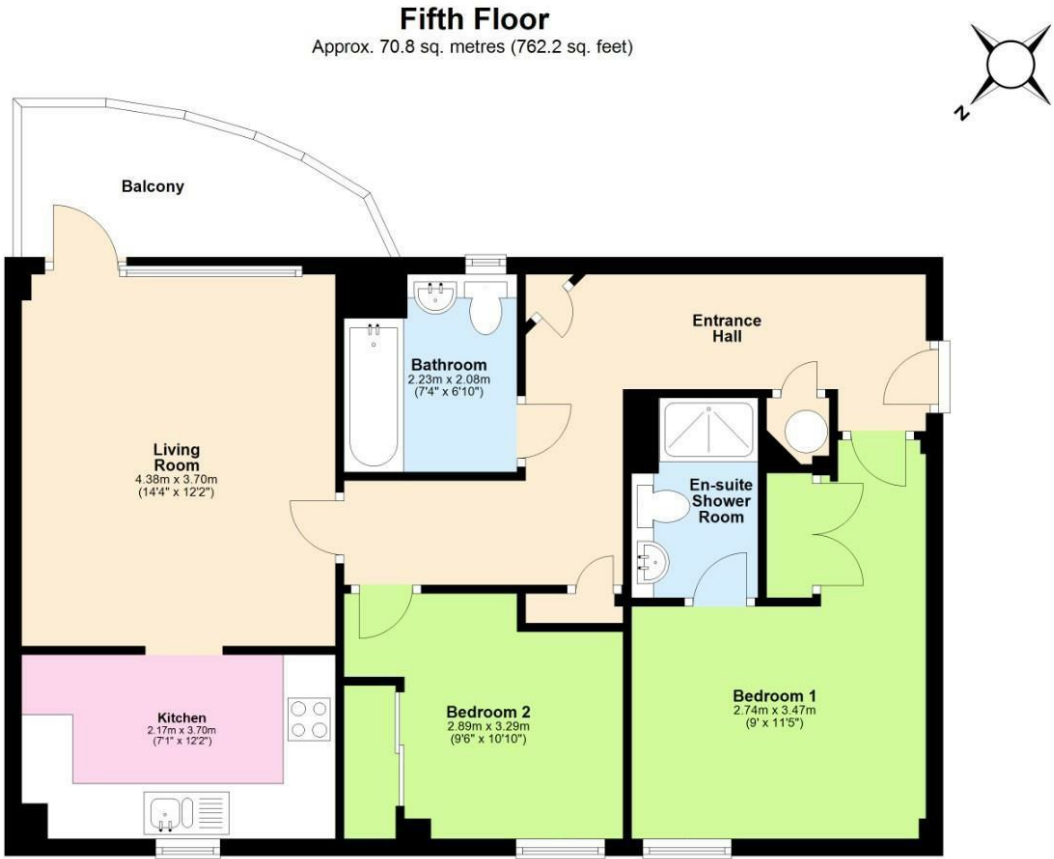 Fifth Floor
Approx. 70.8 sq. metres (762.2 sq. feet)
N
Balcony
Entrance
Hall
Bathroom
2.23m x 2.08m
(7'4" x 6'10")
Living
Room
4.38m x 3.70m
(14'4" x 12'2")
En-suite
Shower
Room
Bedroom 1
2.74m x 3.47m
(9' x 11'5")
Bedroom 2
2.89m x 3.29m
(9'6" x 10'10")
Kitchen
2.17m x 3.70m
(7'1" x 12'2")